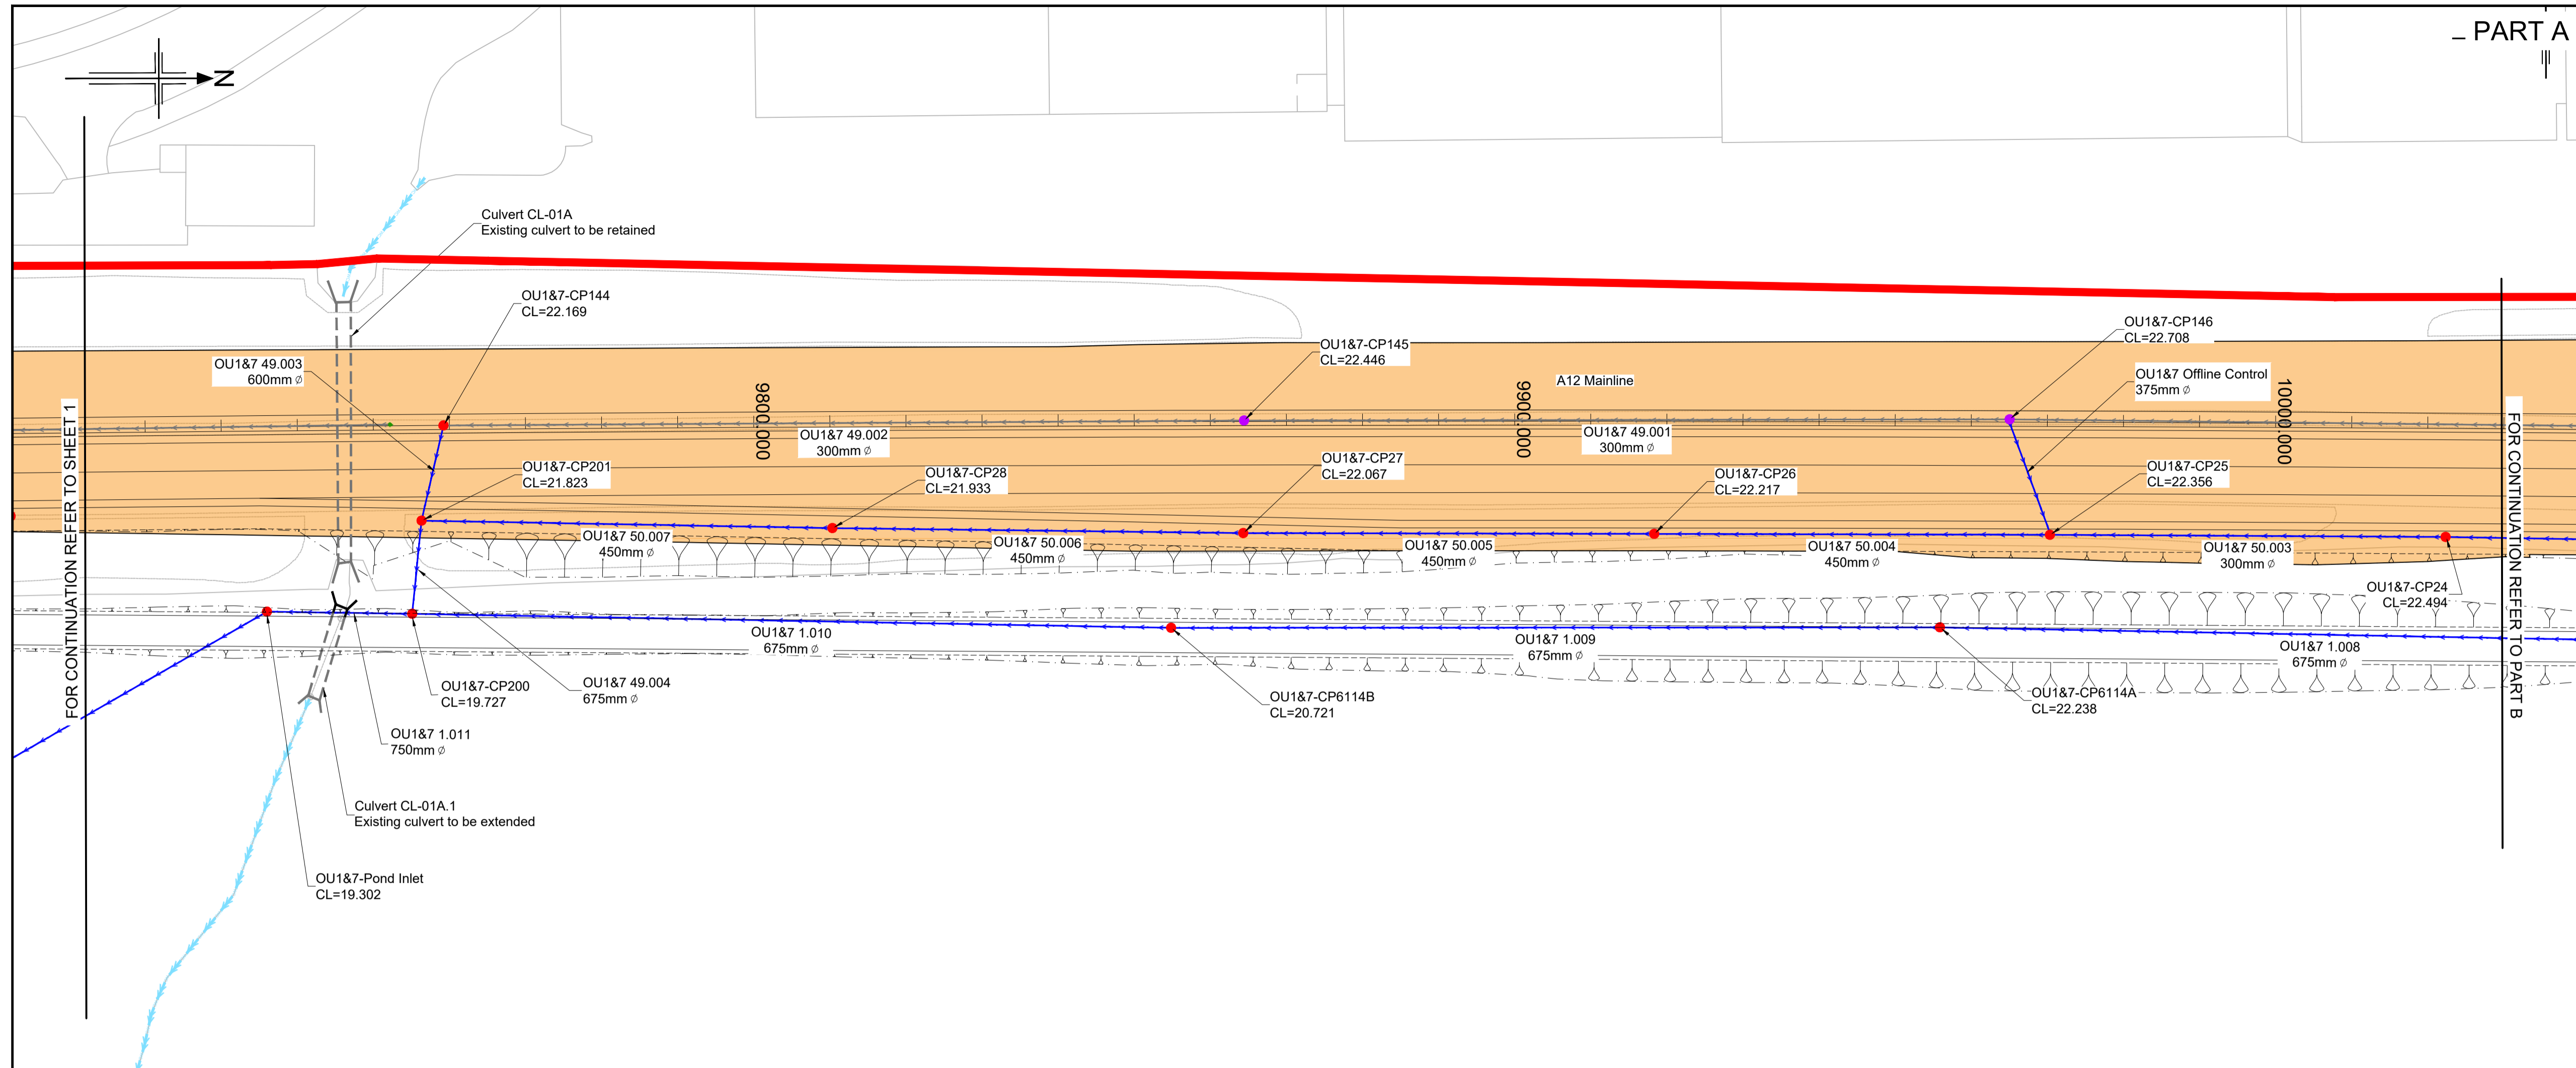 PART A
N
Culvert CL-01A
Existing culvert to be retained
OU1&7-CP144
CL=22.169
OU1&7-CP146
CL=22.708
OU1&7-CP145
CL=22.446
OU1&7 49.003
600mm ⌀
A12 Mainline
OU1&7 Offline Control
375mm ⌀
9800.000
9900.000
10000.000
OU1&7 49.002
300mm ⌀
OU1&7 49.001
300mm ⌀
FOR CONTINUATION REFER TO SHEET 1
FOR CONTINUATION REFER TO PART B
OU1&7-CP201
CL=21.823
OU1&7-CP28
CL=21.933
OU1&7-CP27
CL=22.067
OU1&7-CP26
CL=22.217
OU1&7-CP25
CL=22.356
OU1&7 50.007
450mm ⌀
OU1&7 50.006
450mm ⌀
OU1&7 50.005
450mm ⌀
OU1&7 50.004
450mm ⌀
OU1&7 50.003
300mm ⌀
OU1&7-CP24
CL=22.494
OU1&7 1.010
675mm ⌀
OU1&7 1.009
675mm ⌀
OU1&7 1.008
675mm ⌀
OU1&7-CP200
CL=19.727
OU1&7 49.004
675mm ⌀
OU1&7-CP6114B
CL=20.721
OU1&7-CP6114A
CL=22.238
OU1&7 1.011
750mm ⌀
Culvert CL-01A.1
Existing culvert to be extended
OU1&7-Pond Inlet
CL=19.302